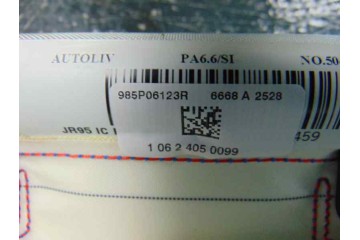 AUTOLIV PA6.6/SI NO.50
985P06123R 6668 A 2528
459
JR95 IC
1 06 2 405 0099